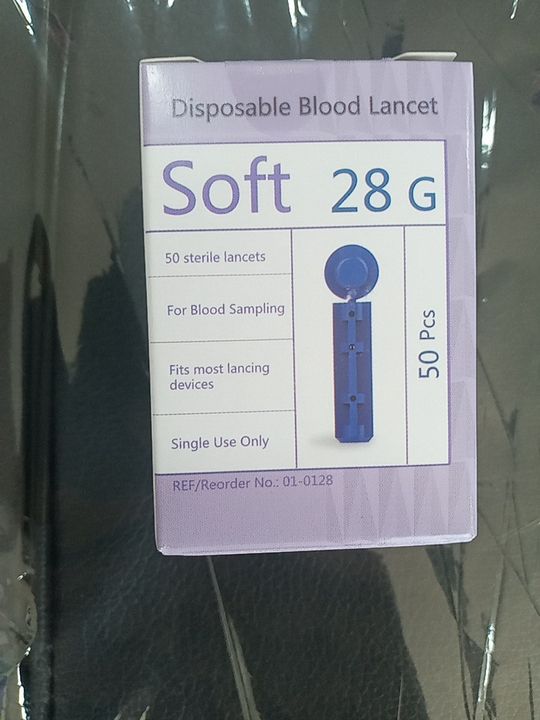 Disposable Blood Lancet
Soft 28 G
50 sterile lancets
For Blood Sampling
Fits most lancing
devices
Single Use Only
50 Pcs
REF/Reorder No.: 01-0128